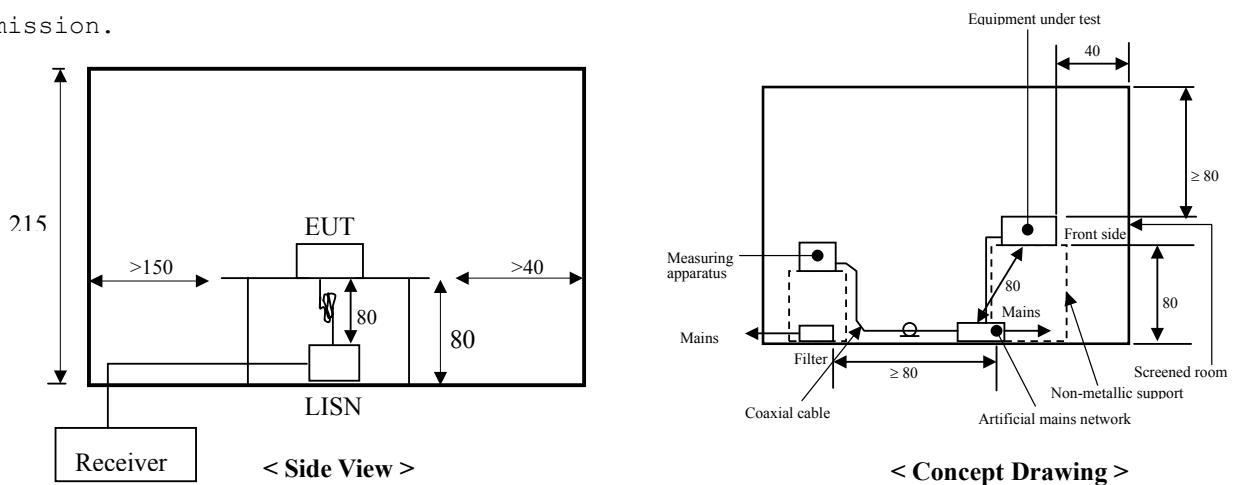 mission.
215
EUT
>150
>40
80
80
LISN
Receiver
< Side View >
Equipment under test
40
≥ 80
Front side
Measuring
apparatus
80
80
Mains
Mains
Filter
≥ 80
Screened room
Non-metallic support
Coaxial cable
Artificial mains network
< Concept Drawing >